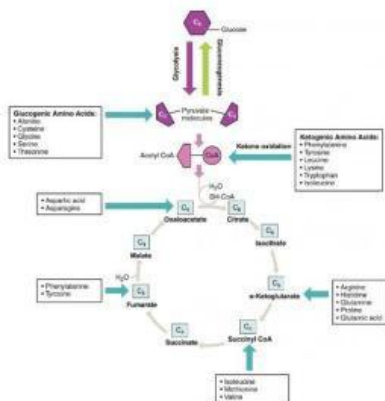 C₆
Glucose
Glycolysis
Gluconeogenesis
Glucogenic Amino Acids:
• Alanine
• Cysteine
• Glycine
• Serine
• Threonine
C₃
Pyruvate
molecules
C₃
Acetyl CoA
CoA
Ketone oxidation
Ketogenic Amino Acids:
• Phenylalanine
• Tyrosine
• Leucine
• Lysine
• Tryptophan
• Isoleucine
H₂O
SH-CoA
• Aspartic acid
• Asparagine
C₄
Oxaloacetate
C₆
Citrate
C₆
Isocitrate
C₄
Malate
H₂O
• Phenylalanine
• Tyrosine
C₄
Fumarate
C₅
α-Ketoglutarate
• Arginine
• Histidine
• Glutamine
• Proline
• Glutamic acid
C₄
Succinate
C₄
Succinyl CoA
• Isoleucine
• Methionine
• Valine